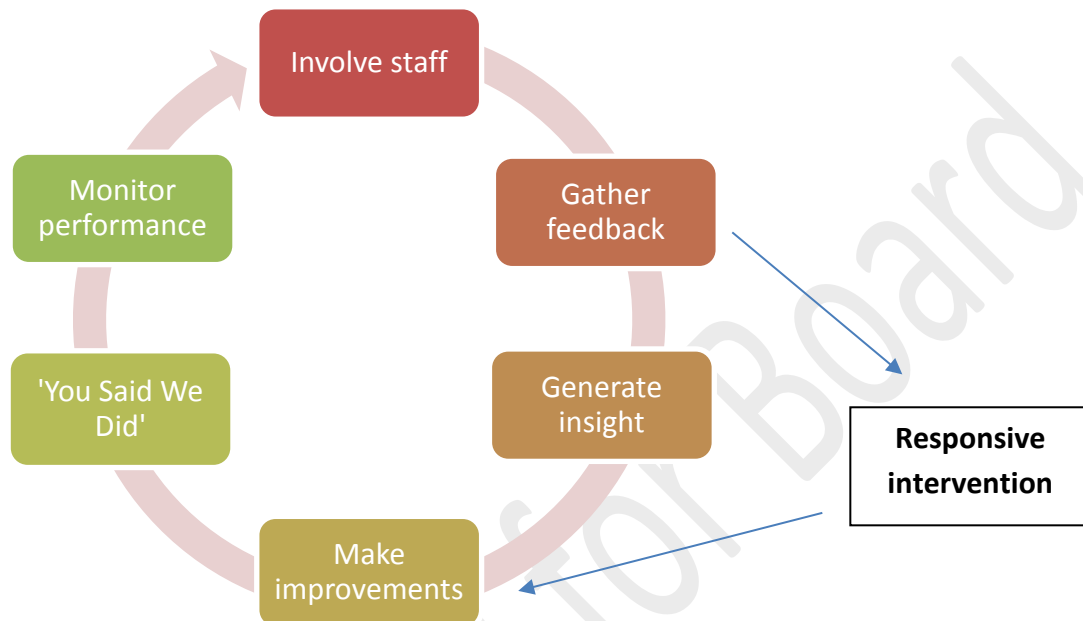 Involve staff
Gather
feedback
Generate
insight
Responsive
intervention
Make
improvements
'You Said We
Did'
Monitor
performance
for Board